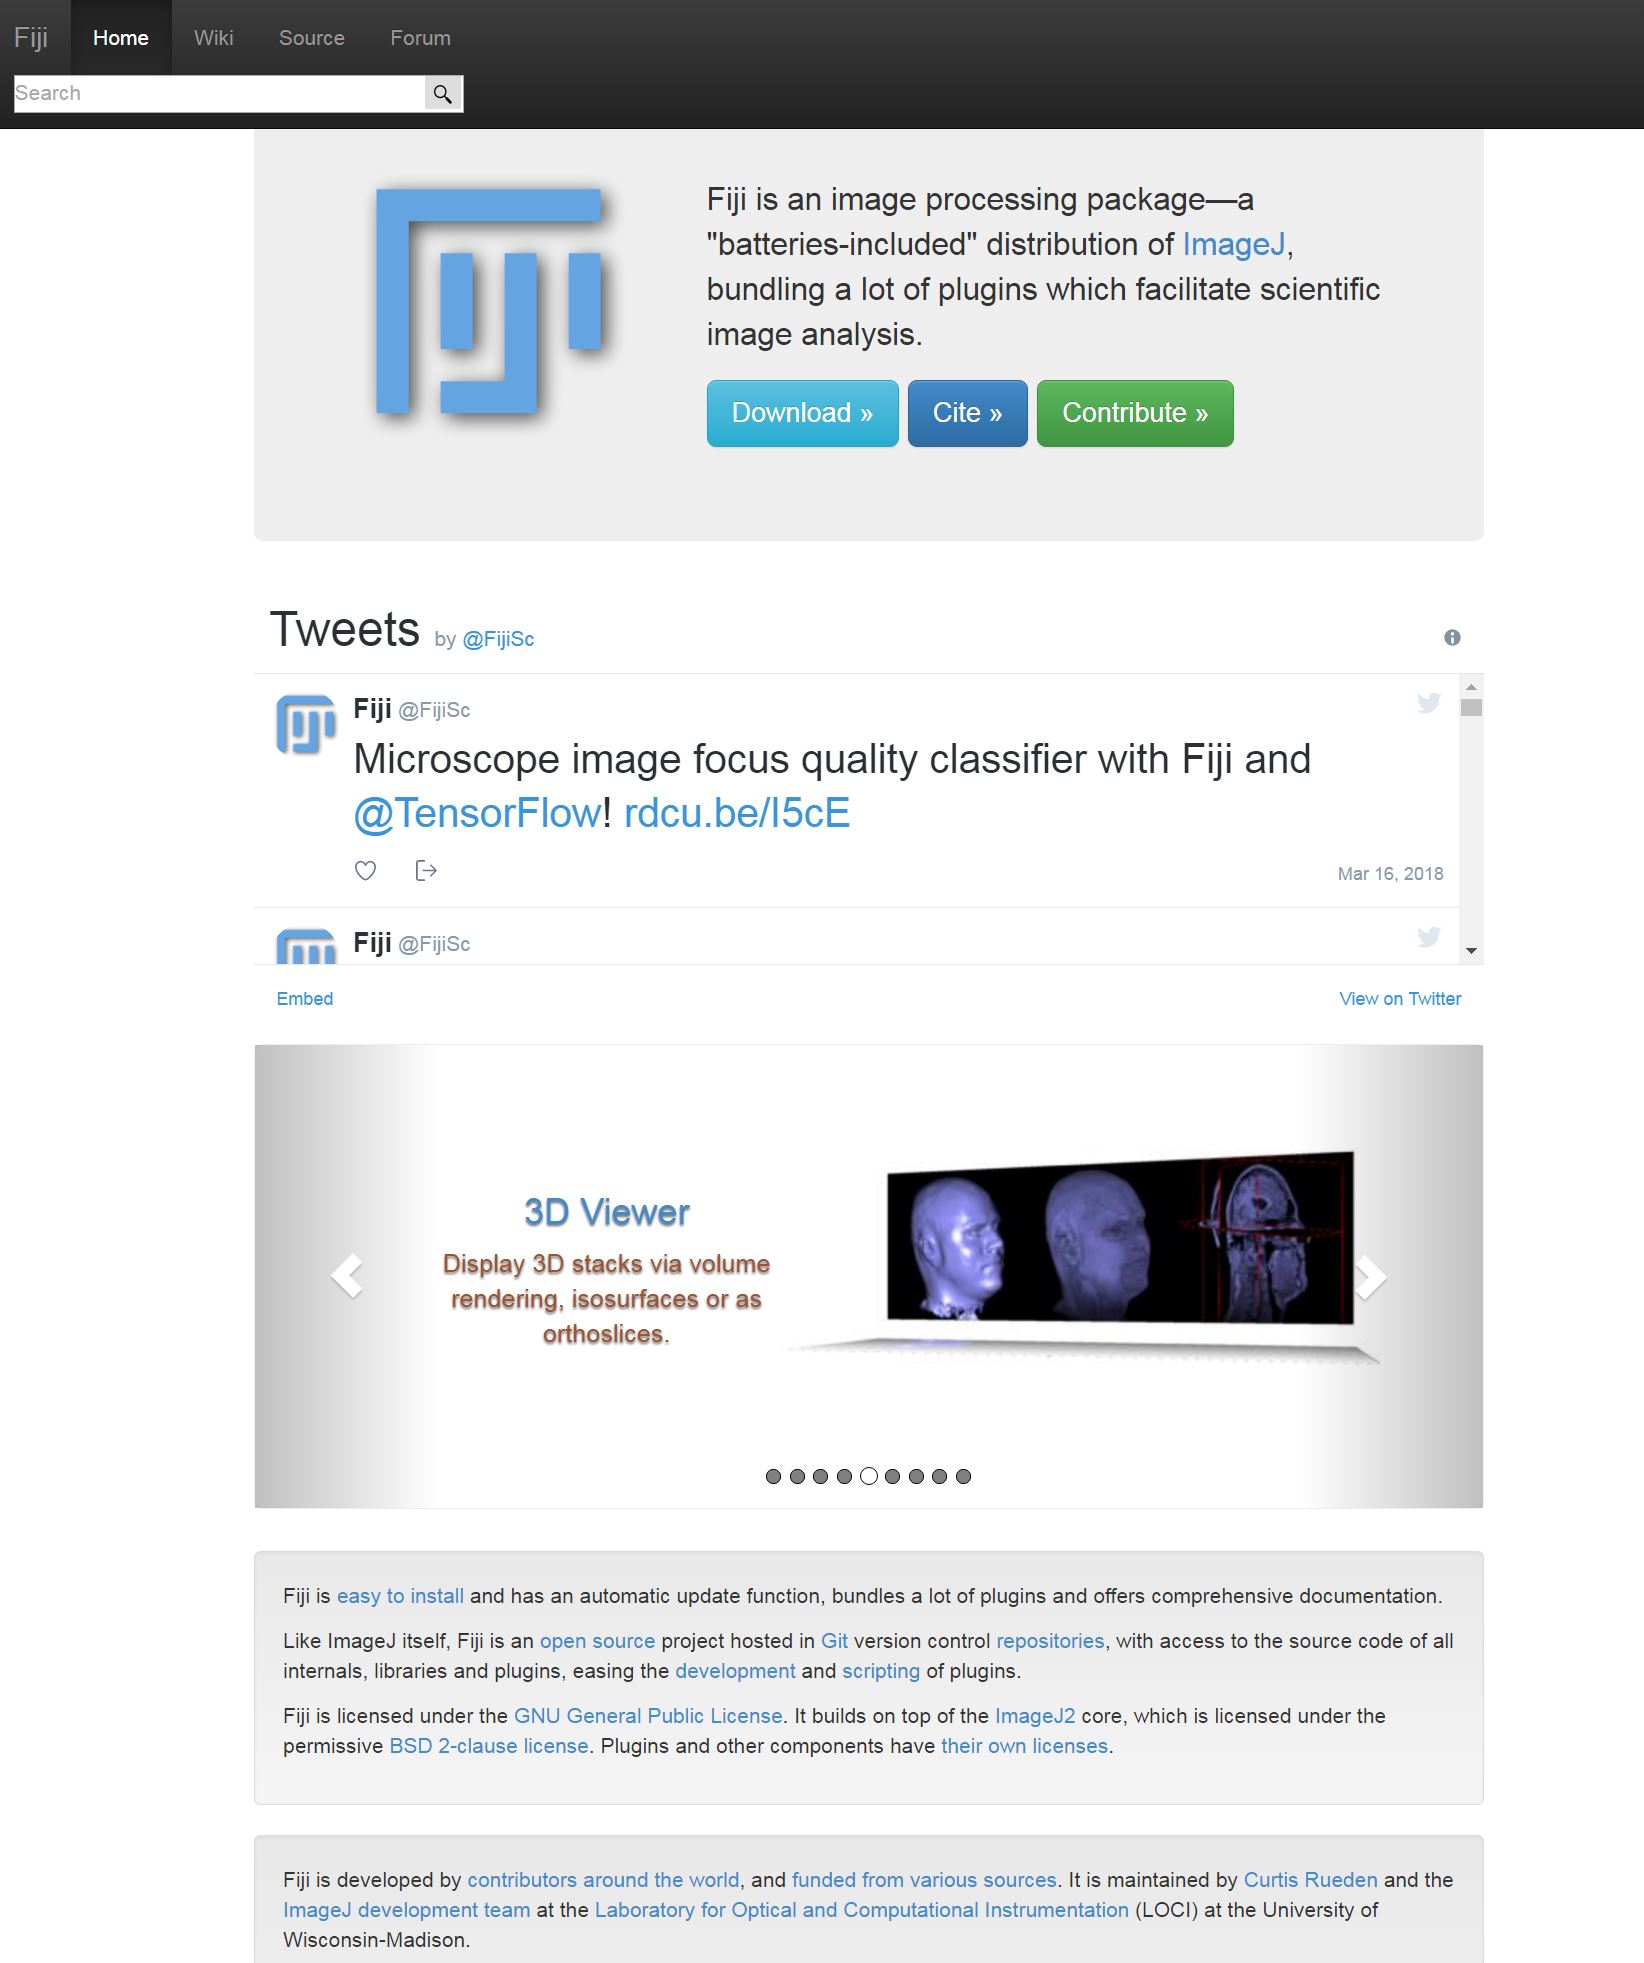 Fiji Home Wiki Source Forum
Search
Fiji is an image processing package—a
"batteries-included" distribution of ImageJ,
bundling a lot of plugins which facilitate scientific
image analysis.
Download » Cite » Contribute »
Tweets by @FijiSc
Fiji @FijiSc
Microscope image focus quality classifier with Fiji and
@TensorFlow! rdcu.be/I5cE
Mar 16, 2018
Fiji @FijiSc
Embed View on Twitter
3D Viewer
Display 3D stacks via volume
rendering, isosurfaces or as
orthoslices.
Fiji is easy to install and has an automatic update function, bundles a lot of plugins and offers comprehensive documentation.
Like ImageJ itself, Fiji is an open source project hosted in Git version control repositories, with access to the source code of all
internals, libraries and plugins, easing the development and scripting of plugins.
Fiji is licensed under the GNU General Public License. It builds on top of the ImageJ2 core, which is licensed under the
permissive BSD 2-clause license. Plugins and other components have their own licenses.
Fiji is developed by contributors around the world, and funded from various sources. It is maintained by Curtis Rueden and the
ImageJ development team at the Laboratory for Optical and Computational Instrumentation (LOCI) at the University of
Wisconsin-Madison.